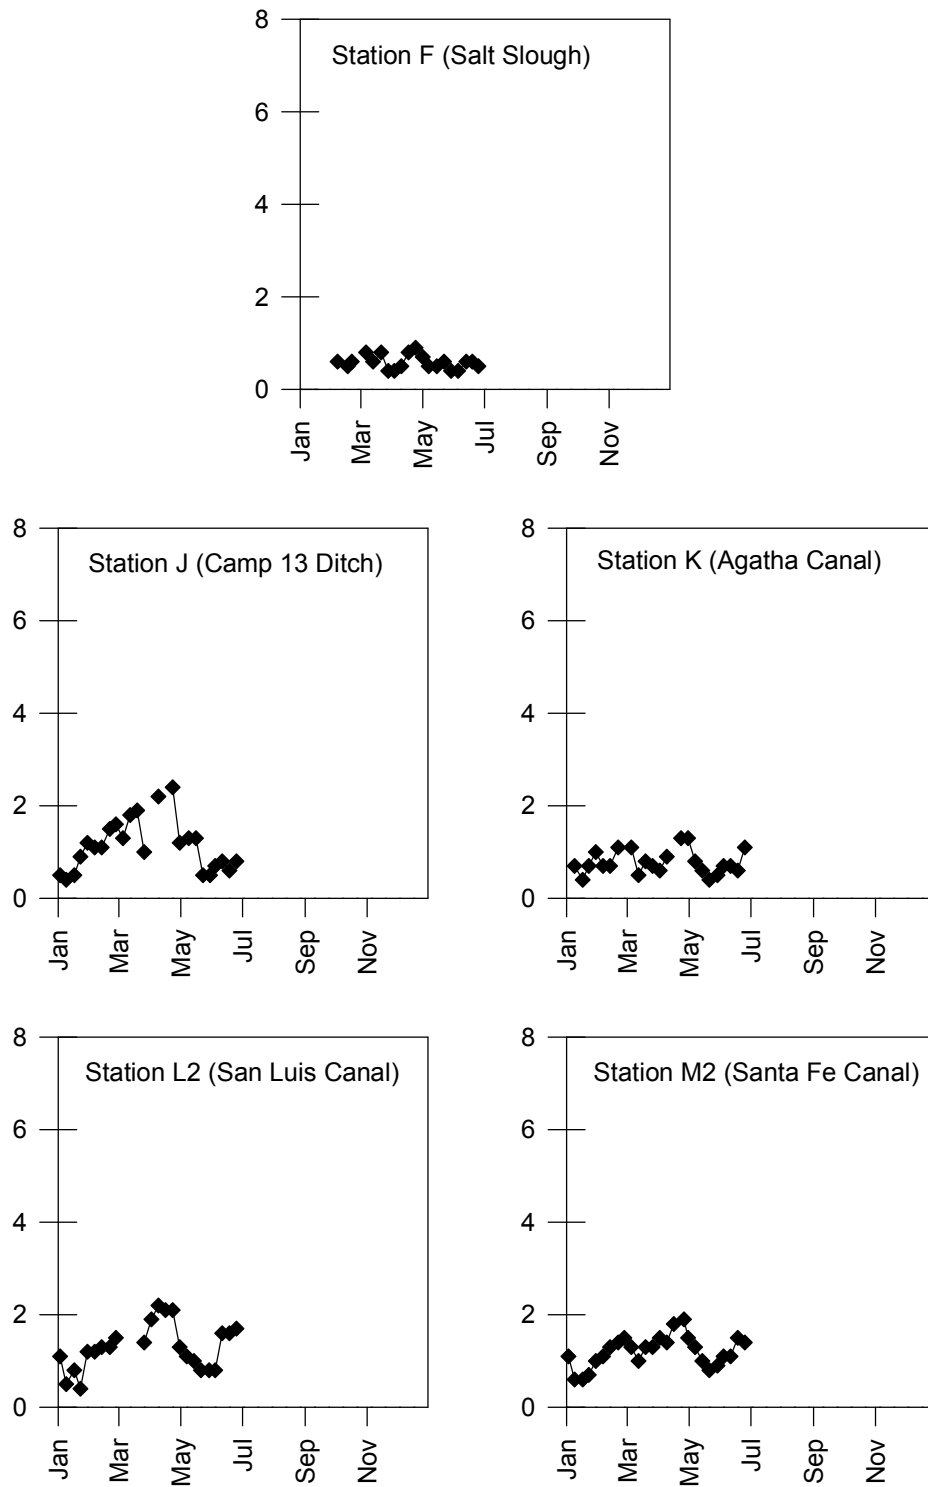 8
Station F (Salt Slough)
6
4
2
0
Jan
Mar
May
Jul
Sep
Nov
8
Station J (Camp 13 Ditch)
6
4
2
0
Jan
Mar
May
Jul
Sep
Nov
8
Station K (Agatha Canal)
6
4
2
0
Jan
Mar
May
Jul
Sep
Nov
8
Station L2 (San Luis Canal)
6
4
2
0
Jan
Mar
May
Jul
Sep
Nov
8
Station M2 (Santa Fe Canal)
6
4
2
0
Jan
Mar
May
Jul
Sep
Nov